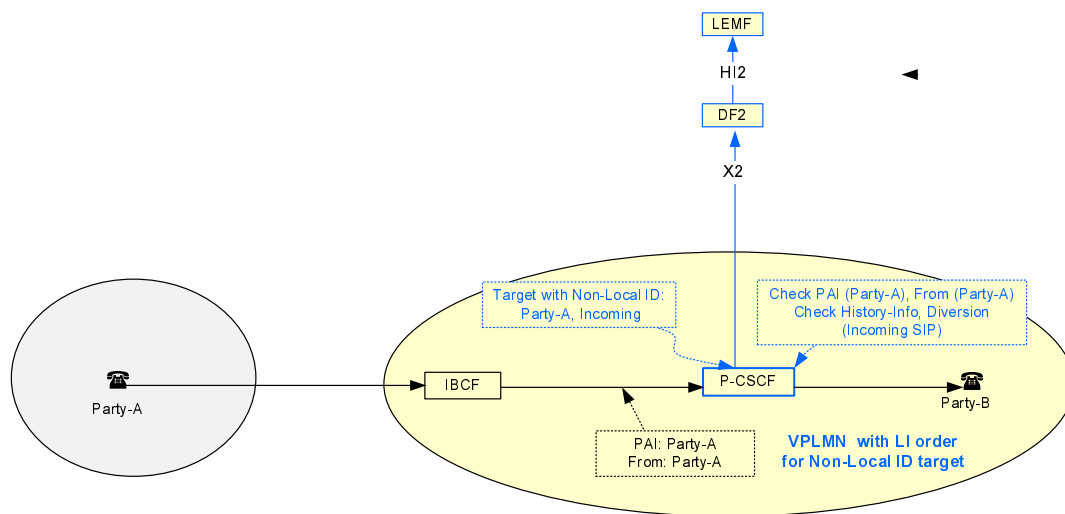 LEMF
HI2
DF2
X2
Target with Non-Local ID:
Party-A, Incoming
Check PAI (Party-A), From (Party-A)
Check History-Info, Diversion
(Incoming SIP)
Party-A
IBCF
P-CSCF
Party-B
PAI: Party-A
From: Party-A
VPLMN with LI order
for Non-Local ID target